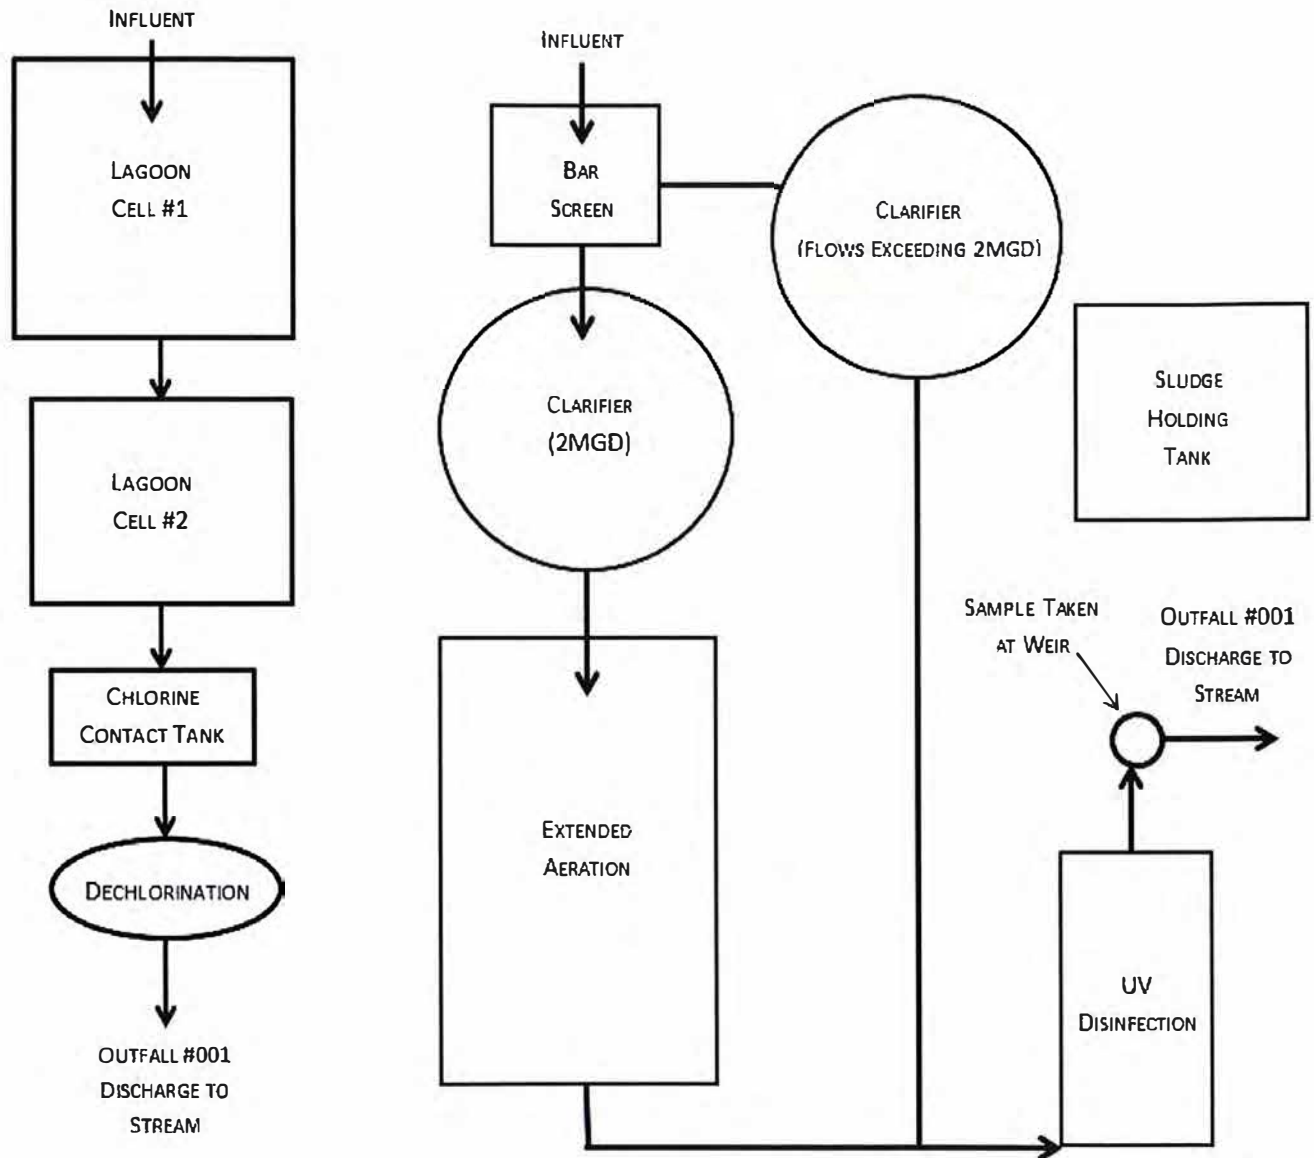 INFLUENT
LAGOON
CELL #1
LAGOON
CELL #2
CHLORINE
CONTACT TANK
DECHLORINATION
OUTFALL #001
DISCHARGE TO
STREAM
INFLUENT
BAR
SCREEN
CLARIFIER
(FLOWS EXCEEDING 2MGD)
CLARIFIER
(2MGD)
EXTENDED
AERATION
SLUDGE
HOLDING
TANK
SAMPLE TAKEN
AT WEIR
OUTFALL #001
DISCHARGE TO
STREAM
UV
DISINFECTION